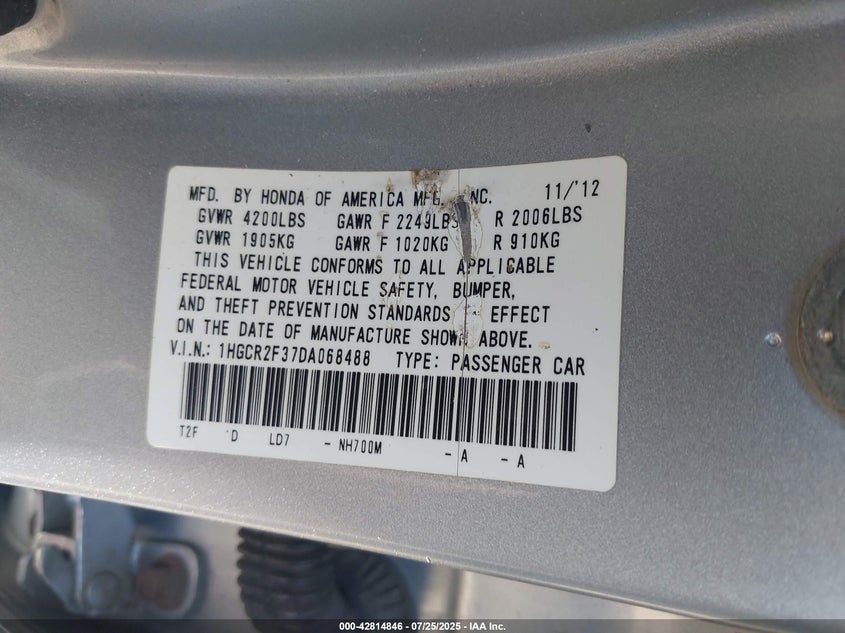 MFD. BY HONDA OF AMERICA MFG. INC. 11/'12
GVWR 4200LBS GAWR F 2249LBS R 2006LBS
GVWR 1905KG GAWR F 1020KG R 910KG
THIS VEHICLE CONFORMS TO ALL APPLICABLE
FEDERAL MOTOR VEHICLE SAFETY, BUMPER,
AND THEFT PREVENTION STANDARDS IN EFFECT
ON THE DATE OF MANUFACTURE SHOWN ABOVE.
V.I.N.: 1HGCR2F37DA068488 TYPE: PASSENGER CAR
T2F D LD7 - NH700M - A - A
000-42814846 - 07/25/2025 - IAA Inc.